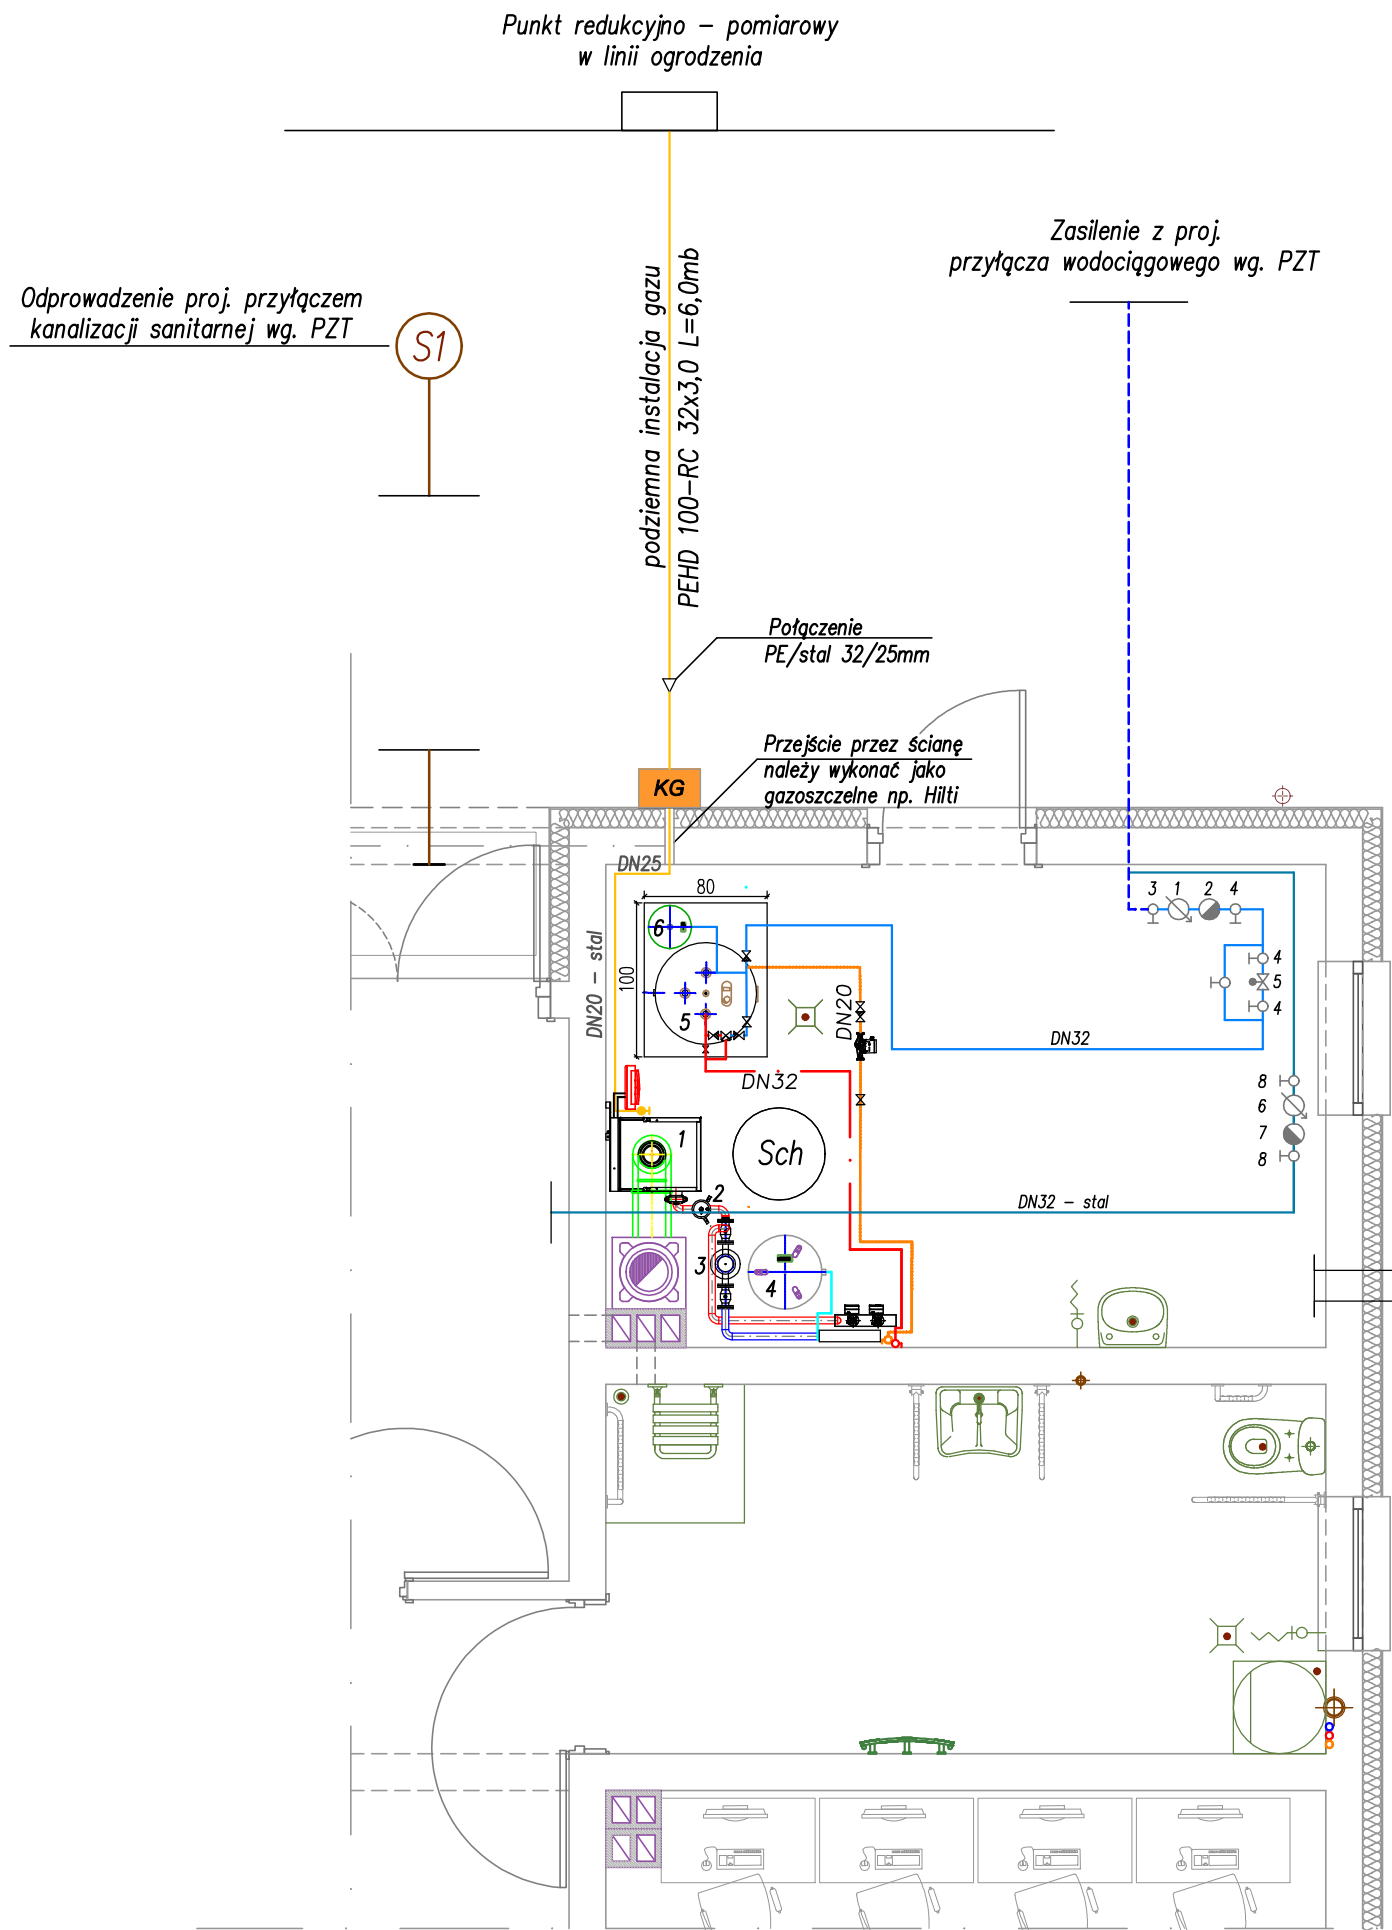 Punkt redukcyjno – pomiarowy
w linii ogrodzenia
Zasilenie z proj.
przyłącza wodociągowego wg. PZT
Odprowadzenie proj. przyłączem
kanalizacji sanitarnej wg. PZT
S1
podziemna instalacja gazu
PEHD 100–RC 32x3,0 L=6,0mb
Połączenie
PE/stal 32/25mm
Przejście przez ścianę
należy wykonać jako
gazoszczelne np. Hilti
KG
DN25
80
3 1 2 4
6
DN20 – stal
100
4
5
4
5
DN20
DN32
DN32
8
6
7
8
1
Sch
2
DN32 – stal
3
4